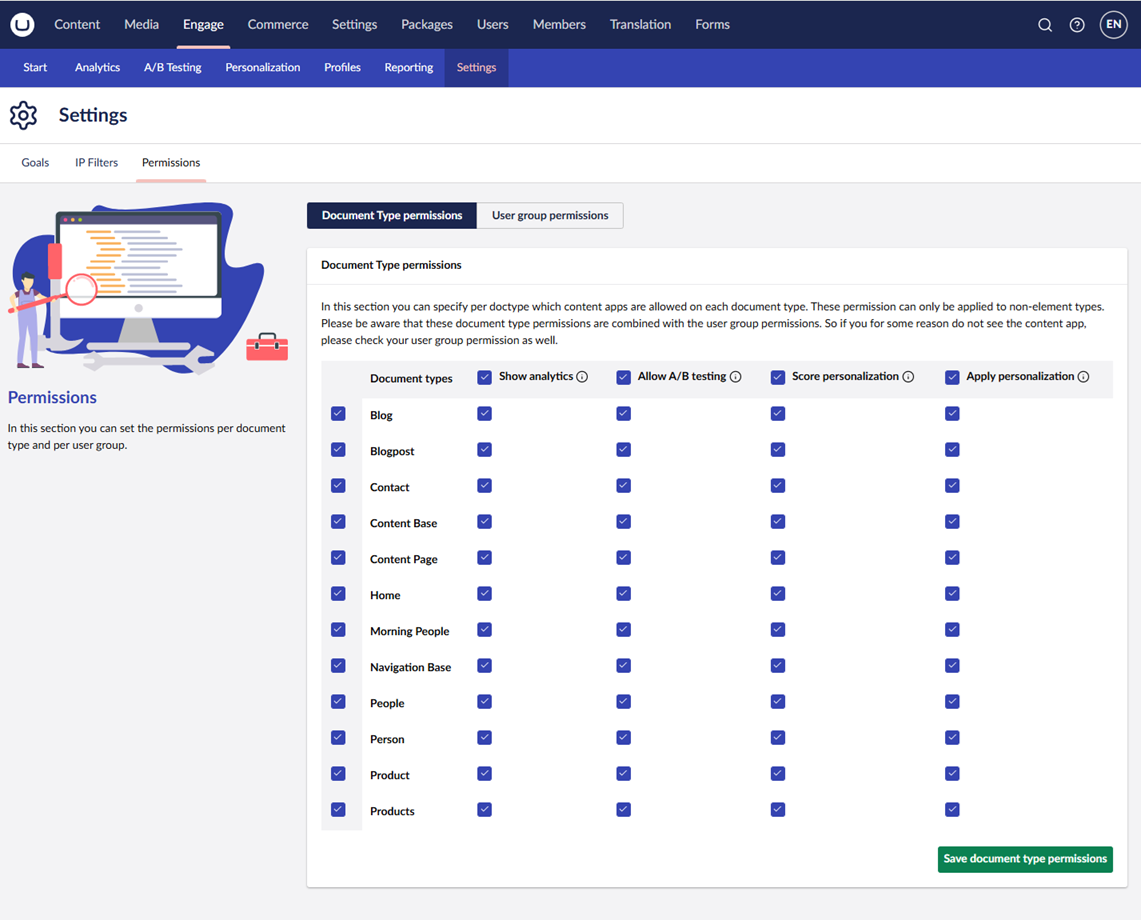 Content Media Engage Commerce Settings Packages Users Members Translation Forms EN
Start Analytics A/B Testing Personalization Profiles Reporting Settings
Settings
Goals IP Filters Permissions
Permissions
In this section you can set the permissions per document
type and per user group.
Document Type permissions User group permissions
Document Type permissions
In this section you can specify per doctype which content apps are allowed on each document type. These permission can only be applied to non-element types.
Please be aware that these document type permissions are combined with the user group permissions. So if you for some reason do not see the content app,
please check your user group permission as well.
Document types Show analytics Allow A/B testing Score personalization Apply personalization
Blog
Blogpost
Contact
Content Base
Content Page
Home
Morning People
Navigation Base
People
Person
Product
Products
Save document type permissions